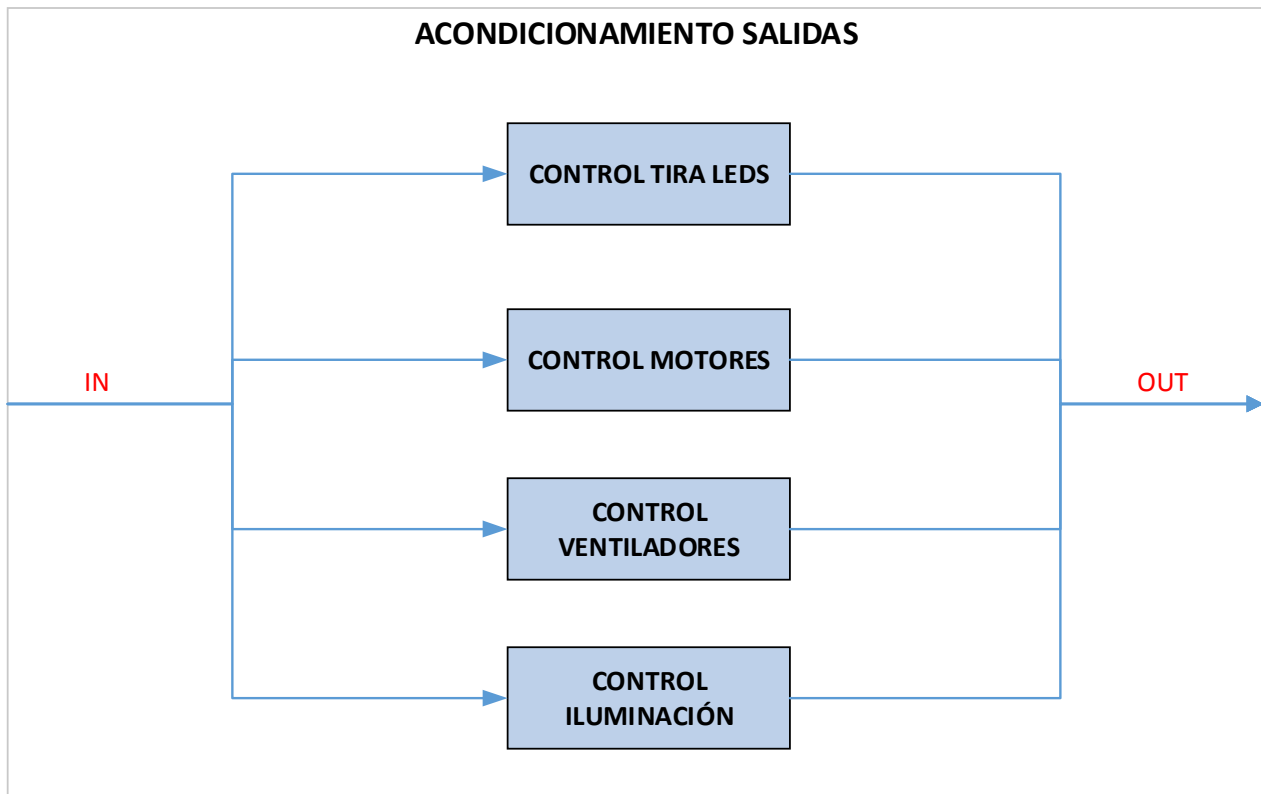 ACONDICIONAMIENTO SALIDAS
CONTROL TIRA LEDS
CONTROL MOTORES
IN
OUT
CONTROL
VENTILADORES
CONTROL
ILUMINACIÓN